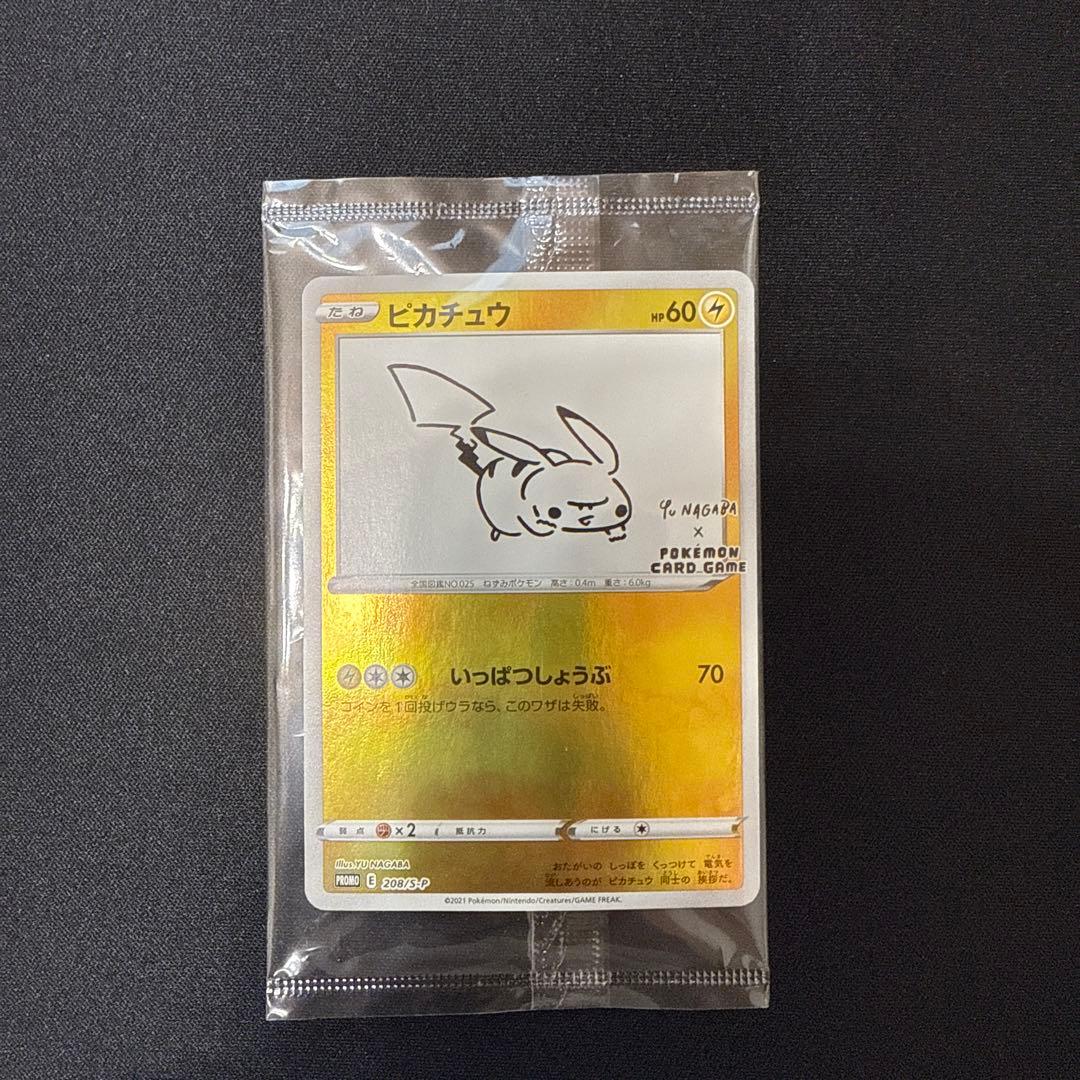 たね ピカチュウ HP60
Yu NAGABA
×
POKÉMON
CARD GAME
全国図鑑NO.025 ねずみポケモン 高さ:0.4m 重さ:6.0kg
いっぱつしょうぶ 70
コインを1回投げウラなら、このワザは失敗。
弱点 ×2 抵抗力 にげる
illus.YU NAGABA
PROMO E 208/S-P
おたがいの しっぽを くっつけて 電気を
流しあうのが ピカチュウ 同士の 挨拶だ。
©2021 Pokémon/Nintendo/Creatures/GAME FREAK.